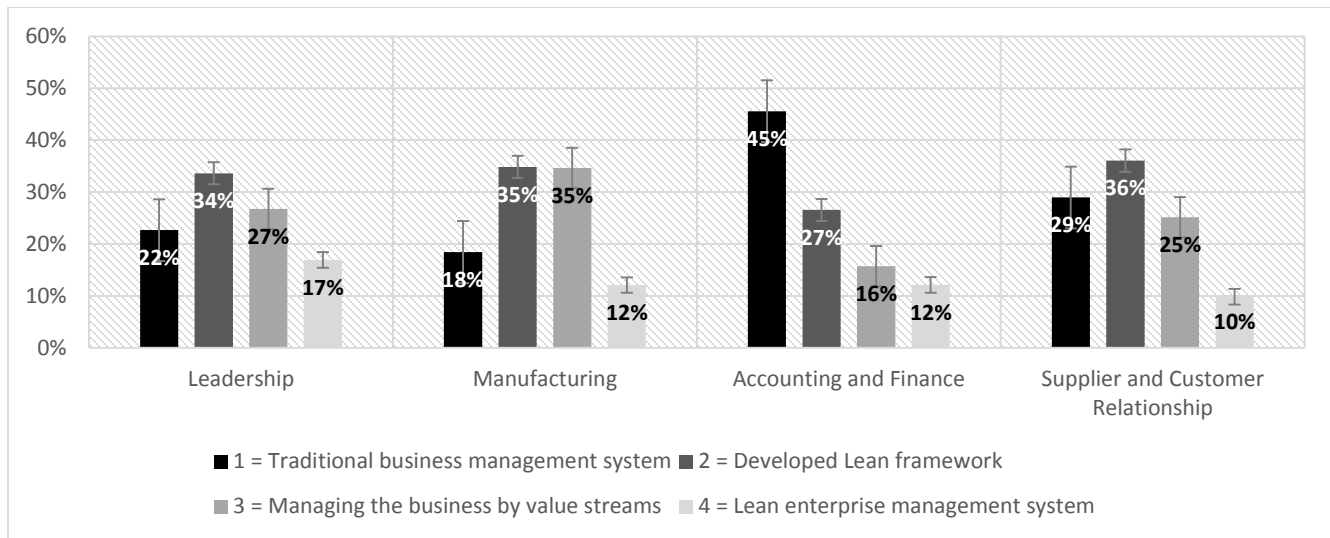 60%
50%
40%
30%
20%
10%
0%
22%
34%
27%
17%
18%
35%
35%
12%
45%
27%
16%
12%
29%
36%
25%
10%
Leadership
Manufacturing
Accounting and Finance
Supplier and Customer
Relationship
1 = Traditional business management system
2 = Developed Lean framework
3 = Managing the business by value streams
4 = Lean enterprise management system